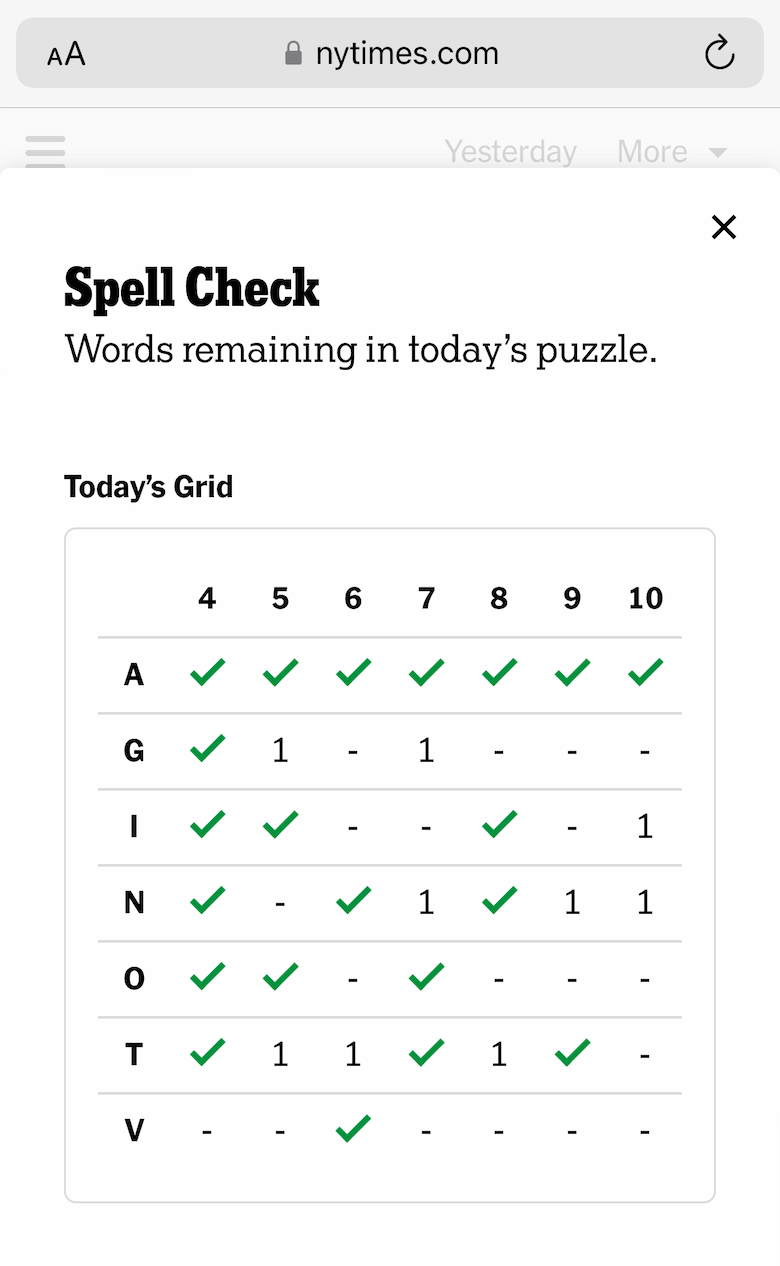 AA nytimes.com
Yesterday More
Spell Check
Words remaining in today's puzzle.
Today's Grid
4 5 6 7 8 9 10
A ✓ ✓ ✓ ✓ ✓ ✓ ✓
G ✓ 1 - 1 - - -
I ✓ ✓ - - ✓ - 1
N ✓ - ✓ 1 ✓ 1 1
O ✓ ✓ - ✓ - - -
T ✓ 1 1 ✓ 1 ✓ -
V - - ✓ - - - -